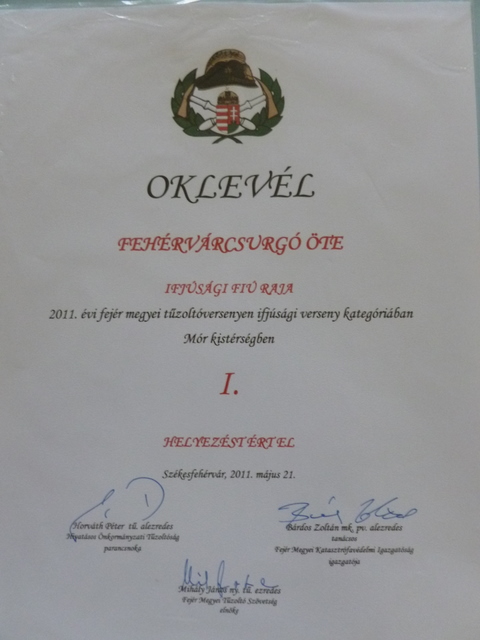 OKLEVÉL
FEHÉRVÁRCSURGÓ ÖTE
IFJÚSÁGI FIÚ RAJA
2011. évi fejér megyei tűzoltóversenyen ifjúsági verseny kategóriában
Mór kistérségben
I.
HELYEZÉST ÉRT EL
Székesfehérvár, 2011. május 21.
Horváth Péter tű. alezredes
Hivatásos Önkormányzati Tűzoltóság
parancsnoka
Bárdos Zoltán mk. pv. alezredes
tanácsos
Fejér Megyei Katasztrófavédelmi Igazgatóság
igazgatója
Mihály János ny. tű. ezredes
Fejér Megyei Tűzoltó Szövetség
elnöke